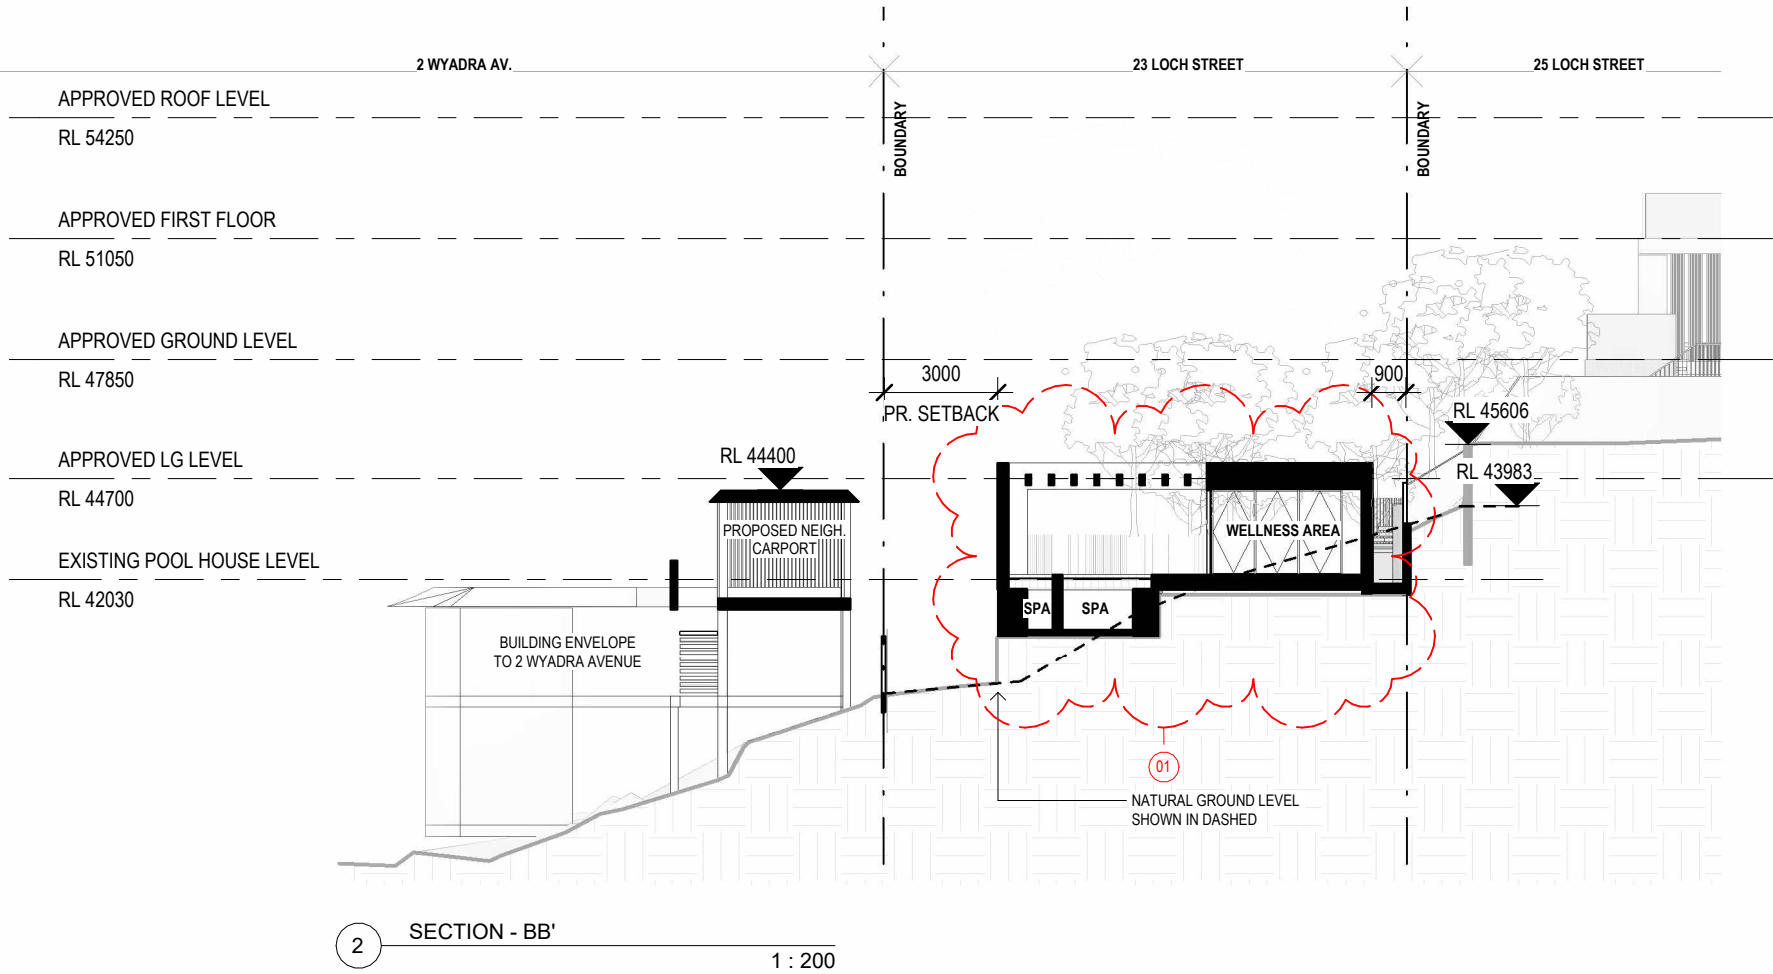 2 WYADRA AV.
23 LOCH STREET
25 LOCH STREET
APPROVED ROOF LEVEL
RL 54250
BOUNDARY
BOUNDARY
APPROVED FIRST FLOOR
RL 51050
APPROVED GROUND LEVEL
RL 47850
3000
900
PR. SETBACK
RL 45606
APPROVED LG LEVEL
RL 44400
RL 43983
RL 44700
PROPOSED NEIGH.
CARPORT
WELLNESS AREA
EXISTING POOL HOUSE LEVEL
RL 42030
SPA
SPA
BUILDING ENVELOPE
TO 2 WYADRA AVENUE
01
NATURAL GROUND LEVEL
SHOWN IN DASHED
2
SECTION - BB'
1 : 200